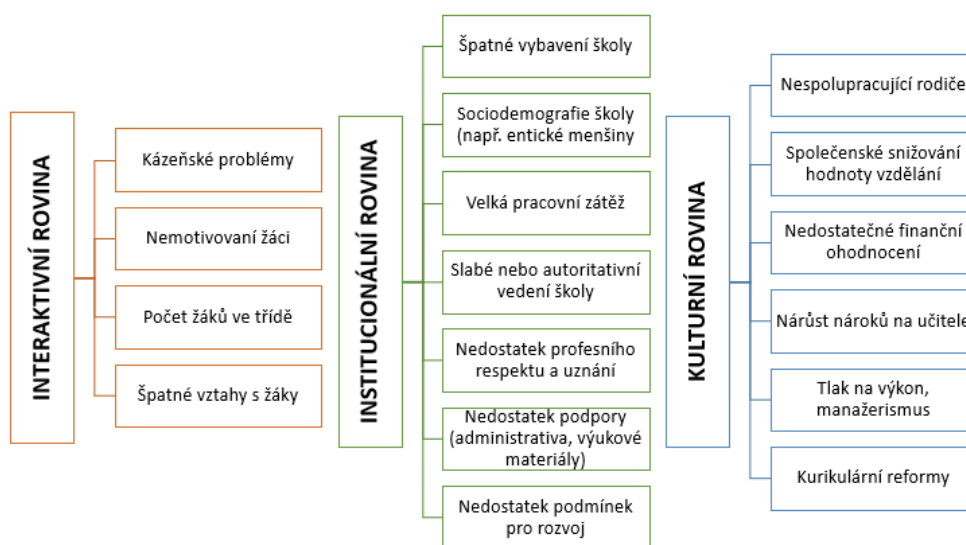 INTERAKTIVNÍ ROVINA
Kázeňské problémy
Nemotivovaní žáci
Počet žáků ve třídě
Špatné vztahy s žáky
INSTITUCIONÁLNÍ ROVINA
Špatné vybavení školy
Sociodemografie školy
(např. entické menšiny
Velká pracovní zátěž
Slabé nebo autoritativní
vedení školy
Nedostatek profesního
respektu a uznání
Nedostatek podpory
(administrativa, výukové
materiály)
Nedostatek podmínek
pro rozvoj
KULTURNÍ ROVINA
Nespolupracující rodiče
Společenské snižování
hodnoty vzdělání
Nedostatečné finanční
ohodnocení
Nárůst nároků na učitele
Tlak na výkon,
manažerismus
Kurikulární reformy